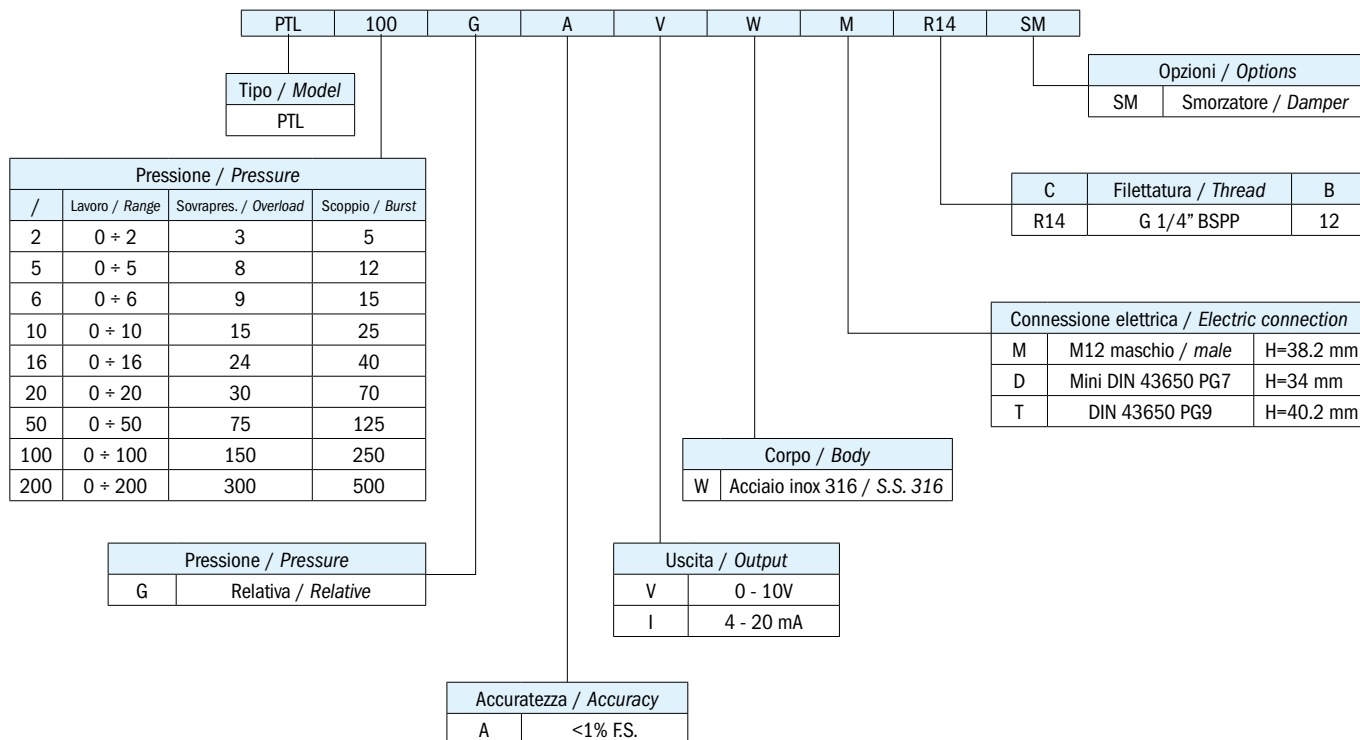 PTL 100 G A V W M R14 SM
Tipo / Model
PTL
Opzioni / Options
SM Smorzatore / Damper
Pressione / Pressure
/ Lavoro / Range Sovrapres. / Overload Scoppio / Burst
2 0 ÷ 2 3 5
5 0 ÷ 5 8 12
6 0 ÷ 6 9 15
10 0 ÷ 10 15 25
16 0 ÷ 16 24 40
20 0 ÷ 20 30 70
50 0 ÷ 50 75 125
100 0 ÷ 100 150 250
200 0 ÷ 200 300 500
C Filettatura / Thread B
R14 G 1/4” BSPP 12
Connessione elettrica / Electric connection
M M12 maschio / male H=38.2 mm
D Mini DIN 43650 PG7 H=34 mm
T DIN 43650 PG9 H=40.2 mm
Corpo / Body
W Acciaio inox 316 / S.S. 316
Pressione / Pressure
G Relativa / Relative
Uscita / Output
V 0 - 10V
I 4 - 20 mA
Accuratezza / Accuracy
A <1% F.S.